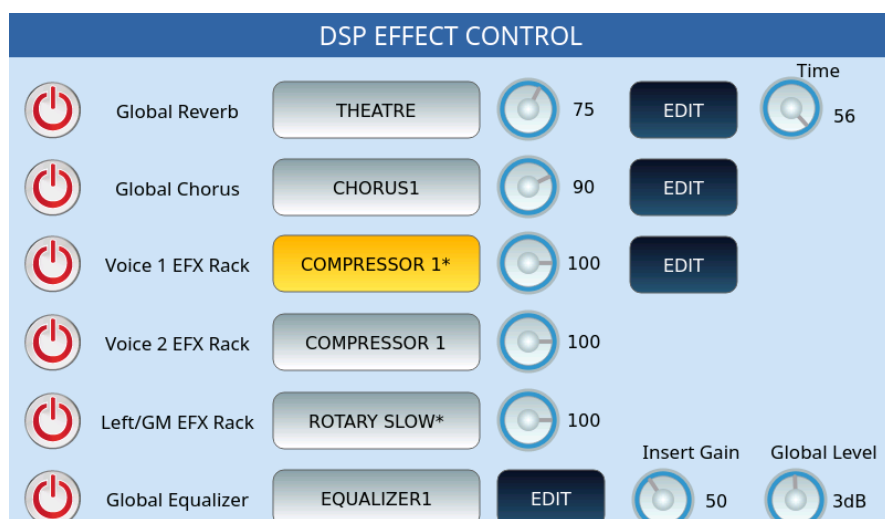 DSP EFFECT CONTROL
Time
Global Reverb THEATRE 75 EDIT 56
Global Chorus CHORUS1 90 EDIT
Voice 1 EFX Rack COMPRESSOR 1* 100 EDIT
Voice 2 EFX Rack COMPRESSOR 1 100
Left/GM EFX Rack ROTARY SLOW* 100
Insert Gain Global Level
Global Equalizer EQUALIZER1 EDIT 50 3dB